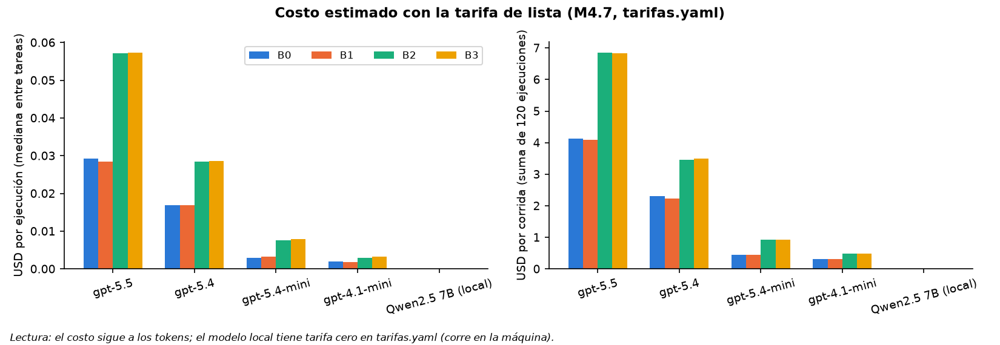 Costo estimado con la tarifa de lista (M4.7, tarifas.yaml)
USD por ejecución (mediana entre tareas)
0.06
0.05
0.04
0.03
0.02
0.01
0.00
B0 B1 B2 B3
gpt-5.5
gpt-5.4
gpt-5.4-mini
gpt-4.1-mini
Qwen2.5 7B (local)
USD por corrida (suma de 120 ejecuciones)
7
6
5
4
3
2
1
0
gpt-5.5
gpt-5.4
gpt-5.4-mini
gpt-4.1-mini
Qwen2.5 7B (local)
Lectura: el costo sigue a los tokens; el modelo local tiene tarifa cero en tarifas.yaml (corre en la máquina).